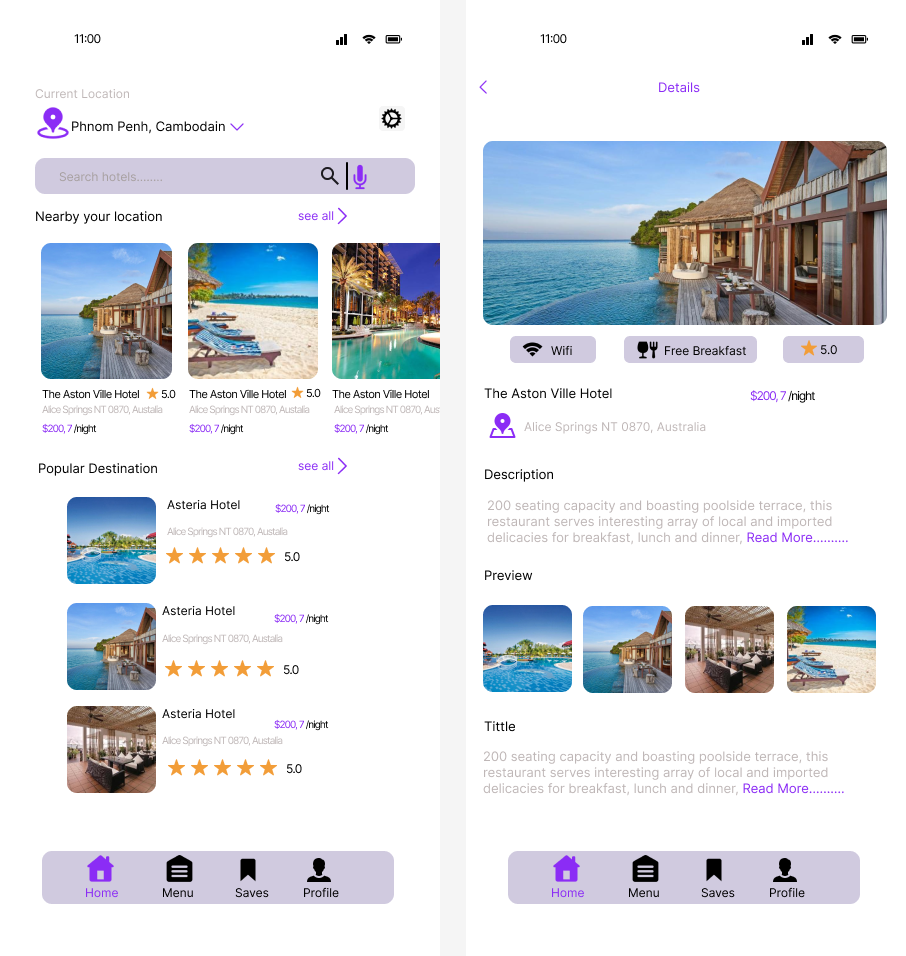 11:00
Current Location
Phnom Penh, Cambodain
Search hotels........
Nearby your location
see all
The Aston Ville Hotel 5.0
Alice Springs NT 0870, Austalia
$200, 7 /night
The Aston Ville Hotel 5.0
Alice Springs NT 0870, Austalia
$200, 7 /night
The Aston Ville Hotel
Alice Springs NT 0870, Aus
$200, 7 /night
Popular Destination
see all
Asteria Hotel
$200, 7 /night
Alice Springs NT 0870, Austalia
5.0
Asteria Hotel
$200, 7 /night
Alice Springs NT 0870, Austalia
5.0
Asteria Hotel
$200, 7 /night
Alice Springs NT 0870, Austalia
5.0
Home Menu Saves Profile
11:00
Details
Wifi
Free Breakfast
5.0
The Aston Ville Hotel
$200, 7 /night
Alice Springs NT 0870, Australia
Description
200 seating capacity and boasting poolside terrace, this
restaurant serves interesting array of local and imported
delicacies for breakfast, lunch and dinner, Read More..........
Preview
Tittle
200 seating capacity and boasting poolside terrace, this
restaurant serves interesting array of local and imported
delicacies for breakfast, lunch and dinner, Read More..........
Home Menu Saves Profile